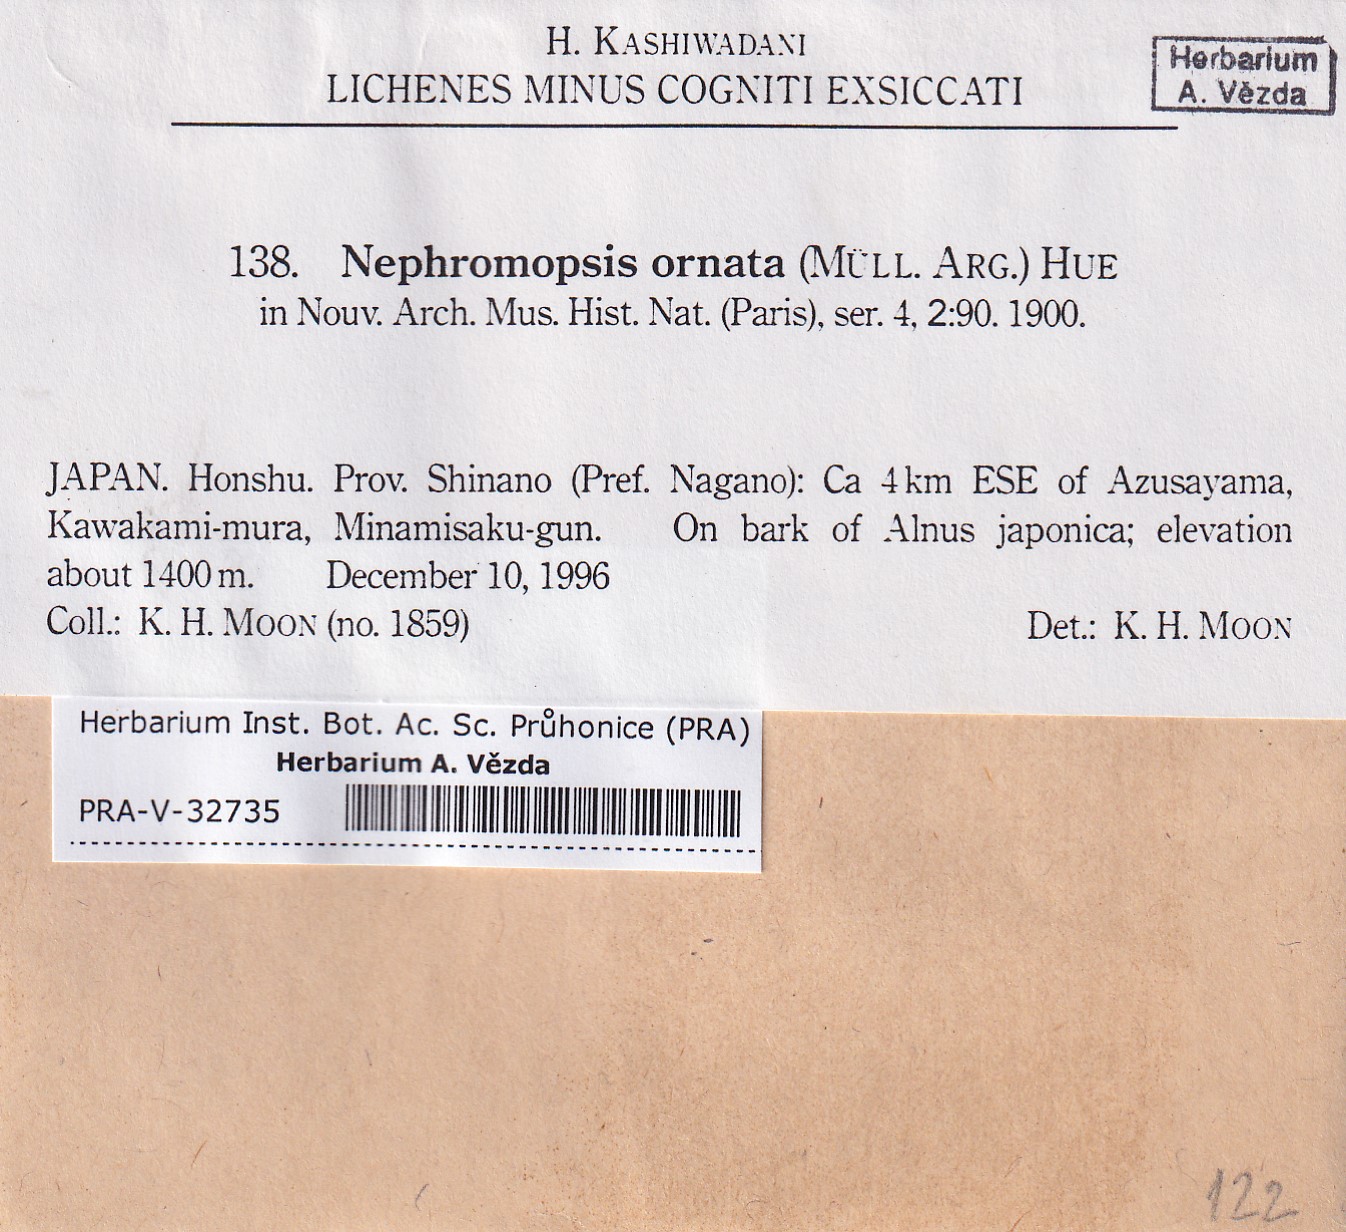 H. KASHIWADANI
LICHENES MINUS COGNITI EXSICCATI
Herbarium
A. Vězda
138. Nephromopsis ornata (MÜLL. ARG.) HUE
in Nouv. Arch. Mus. Hist. Nat. (Paris), ser. 4, 2:90. 1900.
JAPAN. Honshu. Prov. Shinano (Pref. Nagano): Ca 4 km ESE of Azusayama,
Kawakami-mura, Minamisaku-gun. On bark of Alnus japonica; elevation
about 1400 m. December 10, 1996
Coll.: K. H. MOON (no. 1859) Det.: K. H. MOON
Herbarium Inst. Bot. Ac. Sc. Průhonice (PRA)
Herbarium A. Vězda
PRA-V-32735
122